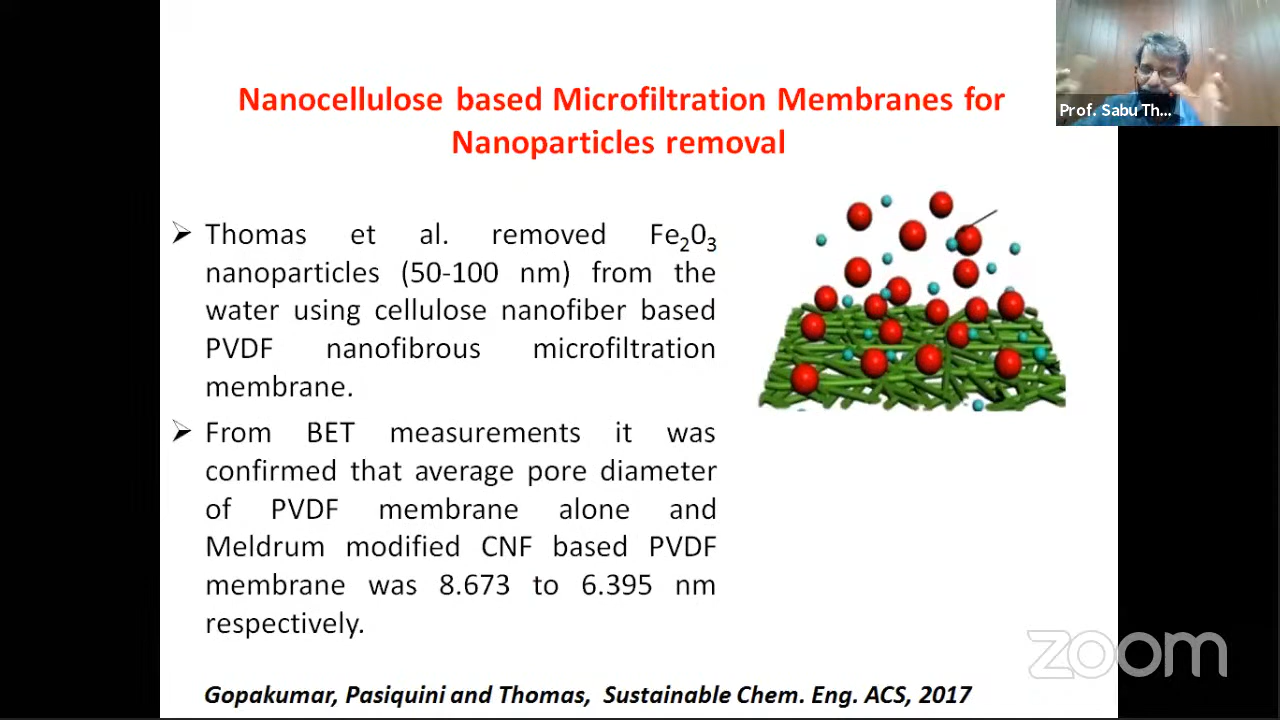 Nanocellulose based Microfiltration Membranes for
Nanoparticles removal
Prof. Sabu Th...
➢ Thomas et al. removed Fe₂0₃
nanoparticles (50-100 nm) from the
water using cellulose nanofiber based
PVDF nanofibrous microfiltration
membrane.
➢ From BET measurements it was
confirmed that average pore diameter
of PVDF membrane alone and
Meldrum modified CNF based PVDF
membrane was 8.673 to 6.395 nm
respectively.
Gopakumar, Pasiquini and Thomas, Sustainable Chem. Eng. ACS, 2017
zoom